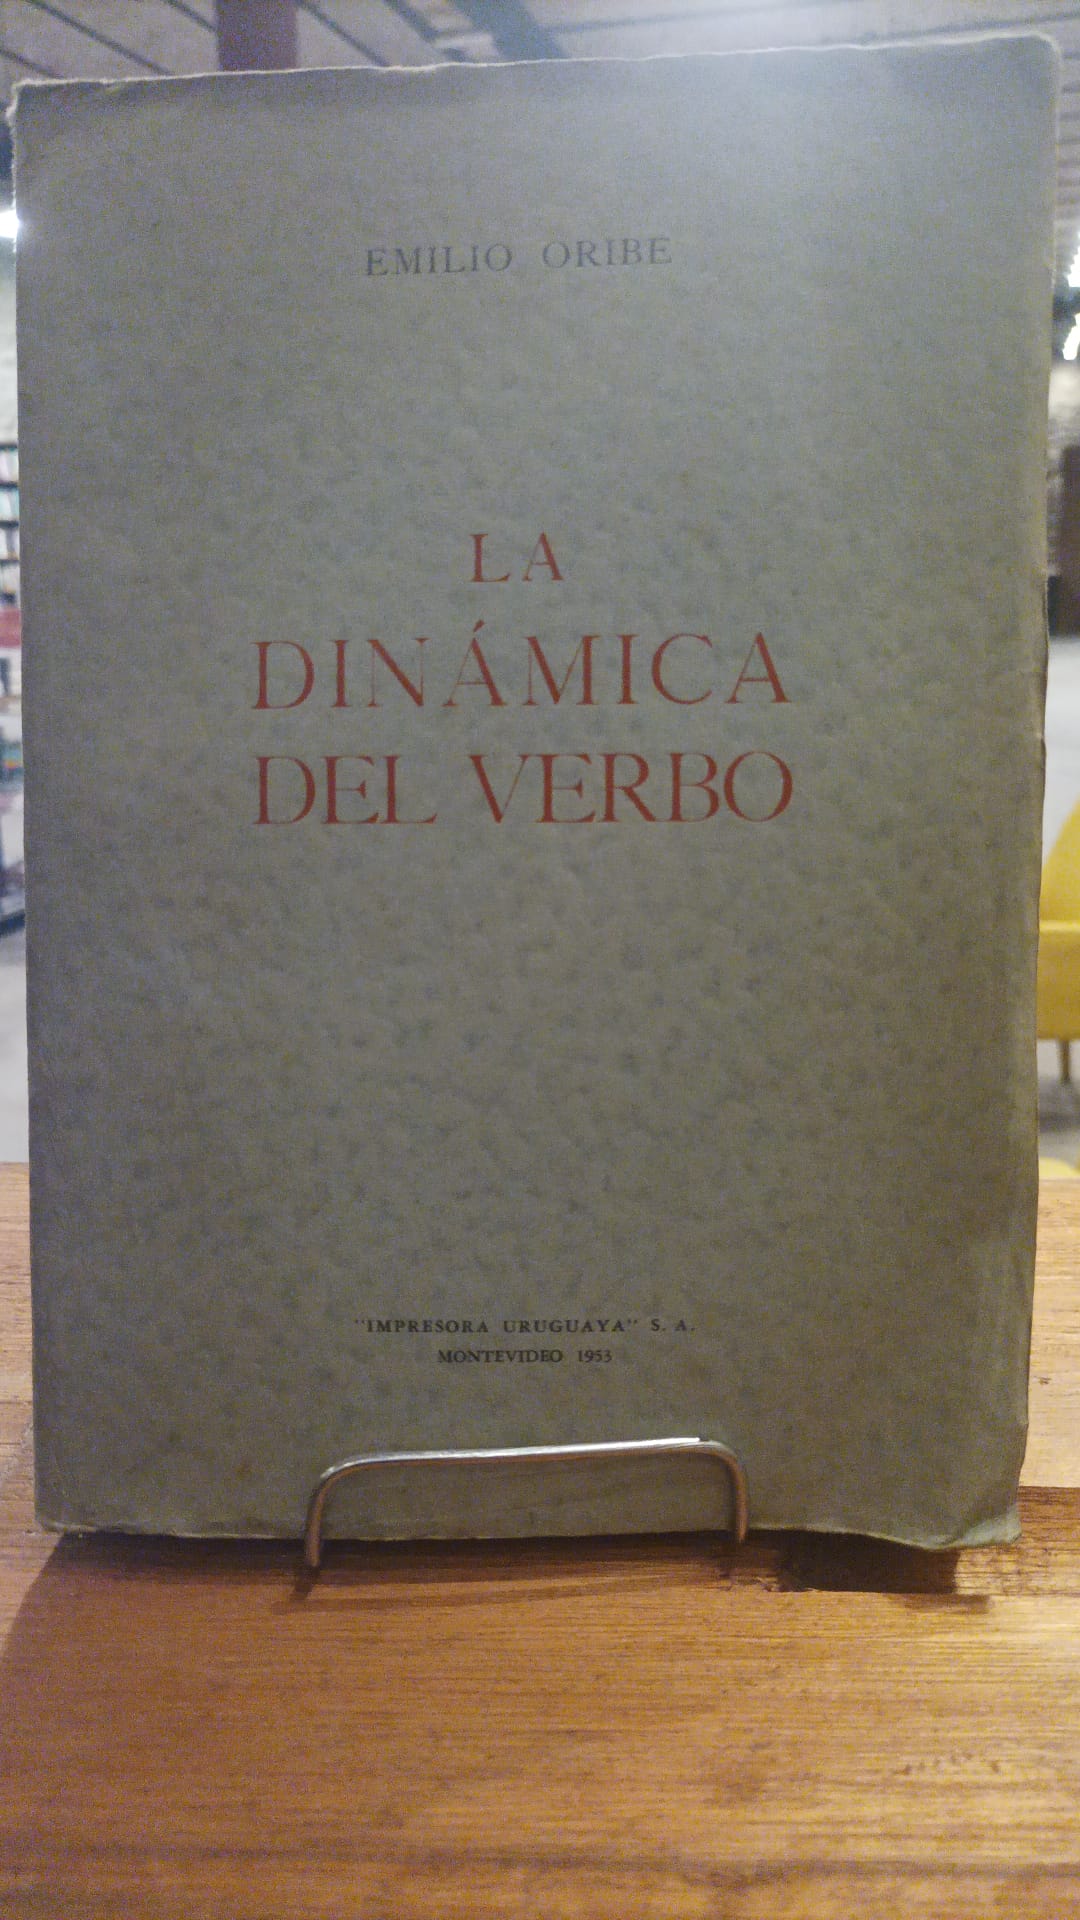 EMILIO ORIBE
LA
DINÁMICA
DEL VERBO
"IMPRESORA URUGUAYA" S. A.
MONTEVIDEO 1953